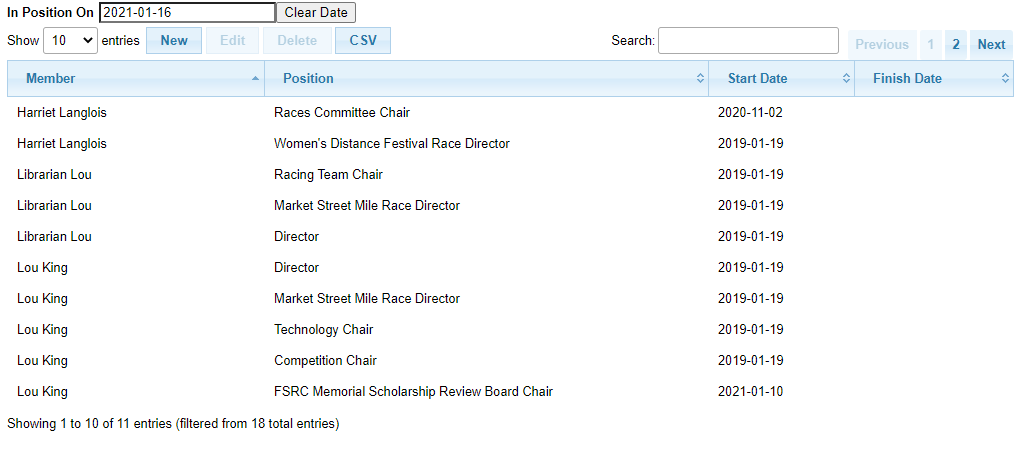 In Position On 2021-01-16 Clear Date
Show 10 entries New Edit Delete CSV Search: Previous 1 2 Next
Member Position Start Date Finish Date
Harriet Langlois Races Committee Chair 2020-11-02
Harriet Langlois Women's Distance Festival Race Director 2019-01-19
Librarian Lou Racing Team Chair 2019-01-19
Librarian Lou Market Street Mile Race Director 2019-01-19
Librarian Lou Director 2019-01-19
Lou King Director 2019-01-19
Lou King Market Street Mile Race Director 2019-01-19
Lou King Technology Chair 2019-01-19
Lou King Competition Chair 2019-01-19
Lou King FSRC Memorial Scholarship Review Board Chair 2021-01-10
Showing 1 to 10 of 11 entries (filtered from 18 total entries)